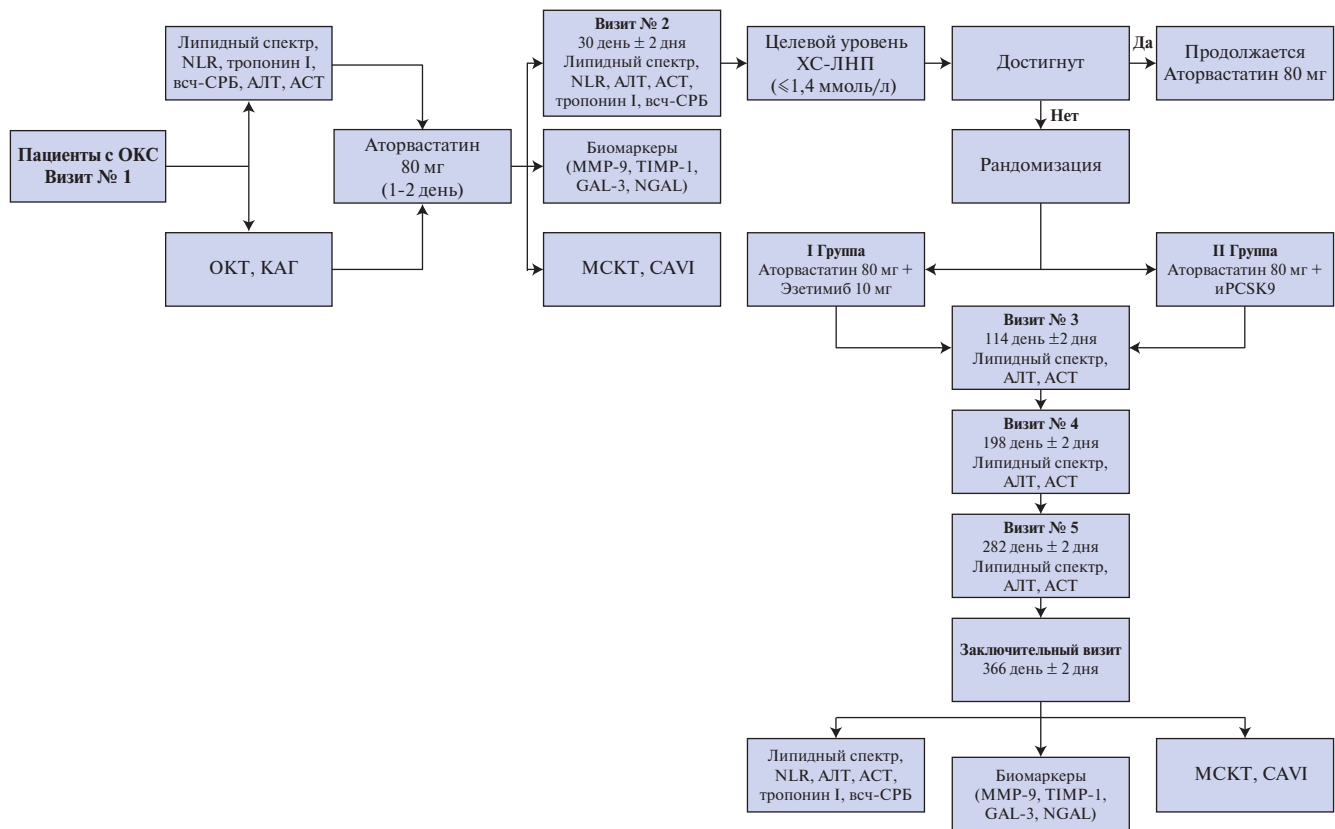 Липидный спектр,
NLR, тропонин I,
всч-СРБ, АЛТ, АСТ
Пациенты с ОКС
Визит № 1
ОКТ, КАГ
Аторвастатин
80 мг
(1-2 день)
Визит № 2
30 день ± 2 дня
Липидный спектр,
NLR, АЛТ, АСТ,
тропонин I, всч-СРБ
Биомаркеры
(MMP-9, TIMP-1,
GAL-3, NGAL)
МСКТ, CAVI
Целевой уровень
ХС-ЛНП
(⩽1,4 ммоль/л)
Достигнут
Да
Продолжается
Аторвастатин 80 мг
Нет
Рандомизация
I Группа
Аторвастатин 80 мг +
Эзетимиб 10 мг
II Группа
Аторвастатин 80 мг +
иPCSK9
Визит № 3
114 день ±2 дня
Липидный спектр,
АЛТ, АСТ
Визит № 4
198 день ± 2 дня
Липидный спектр,
АЛТ, АСТ
Визит № 5
282 день ± 2 дня
Липидный спектр,
АЛТ, АСТ
Заключительный визит
366 день ± 2 дня
Липидный спектр,
NLR, АЛТ, АСТ,
тропонин I, всч-СРБ
Биомаркеры
(MMP-9, TIMP-1,
GAL-3, NGAL)
МСКТ, CAVI